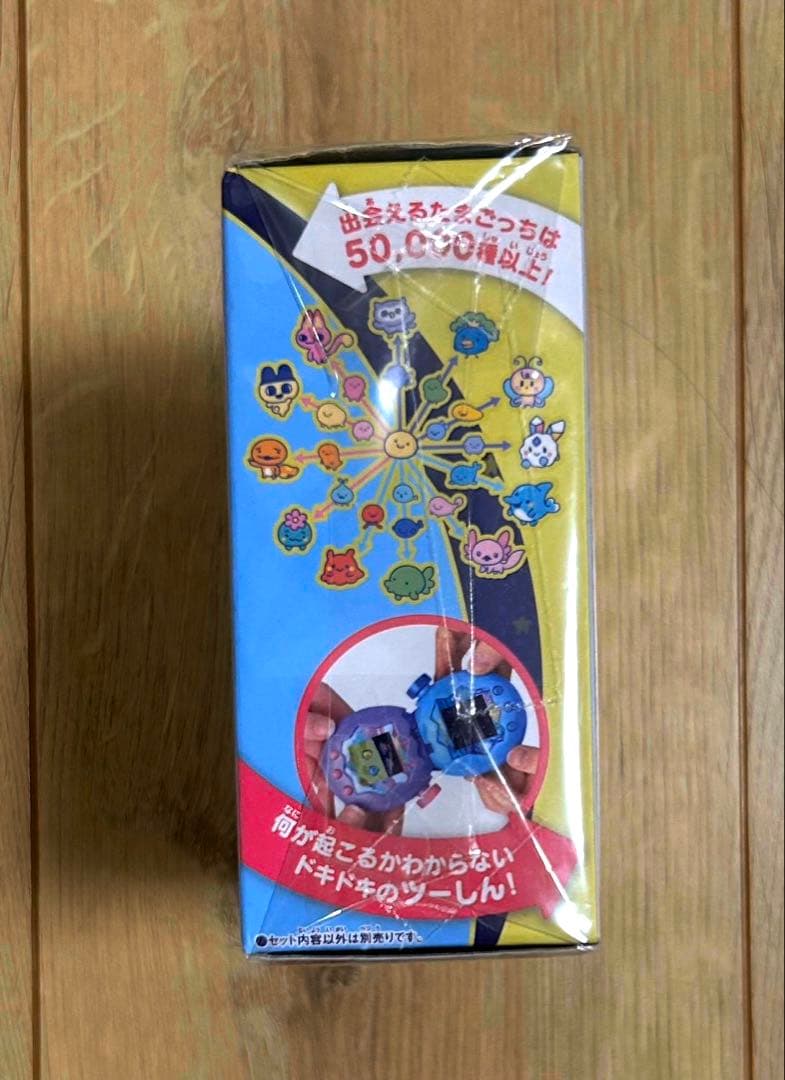 出会えるたまごっちは
50,000種以上!
何が起こるかわからない
ドキドキのツーしん!
●セット内容以外は別売りです。